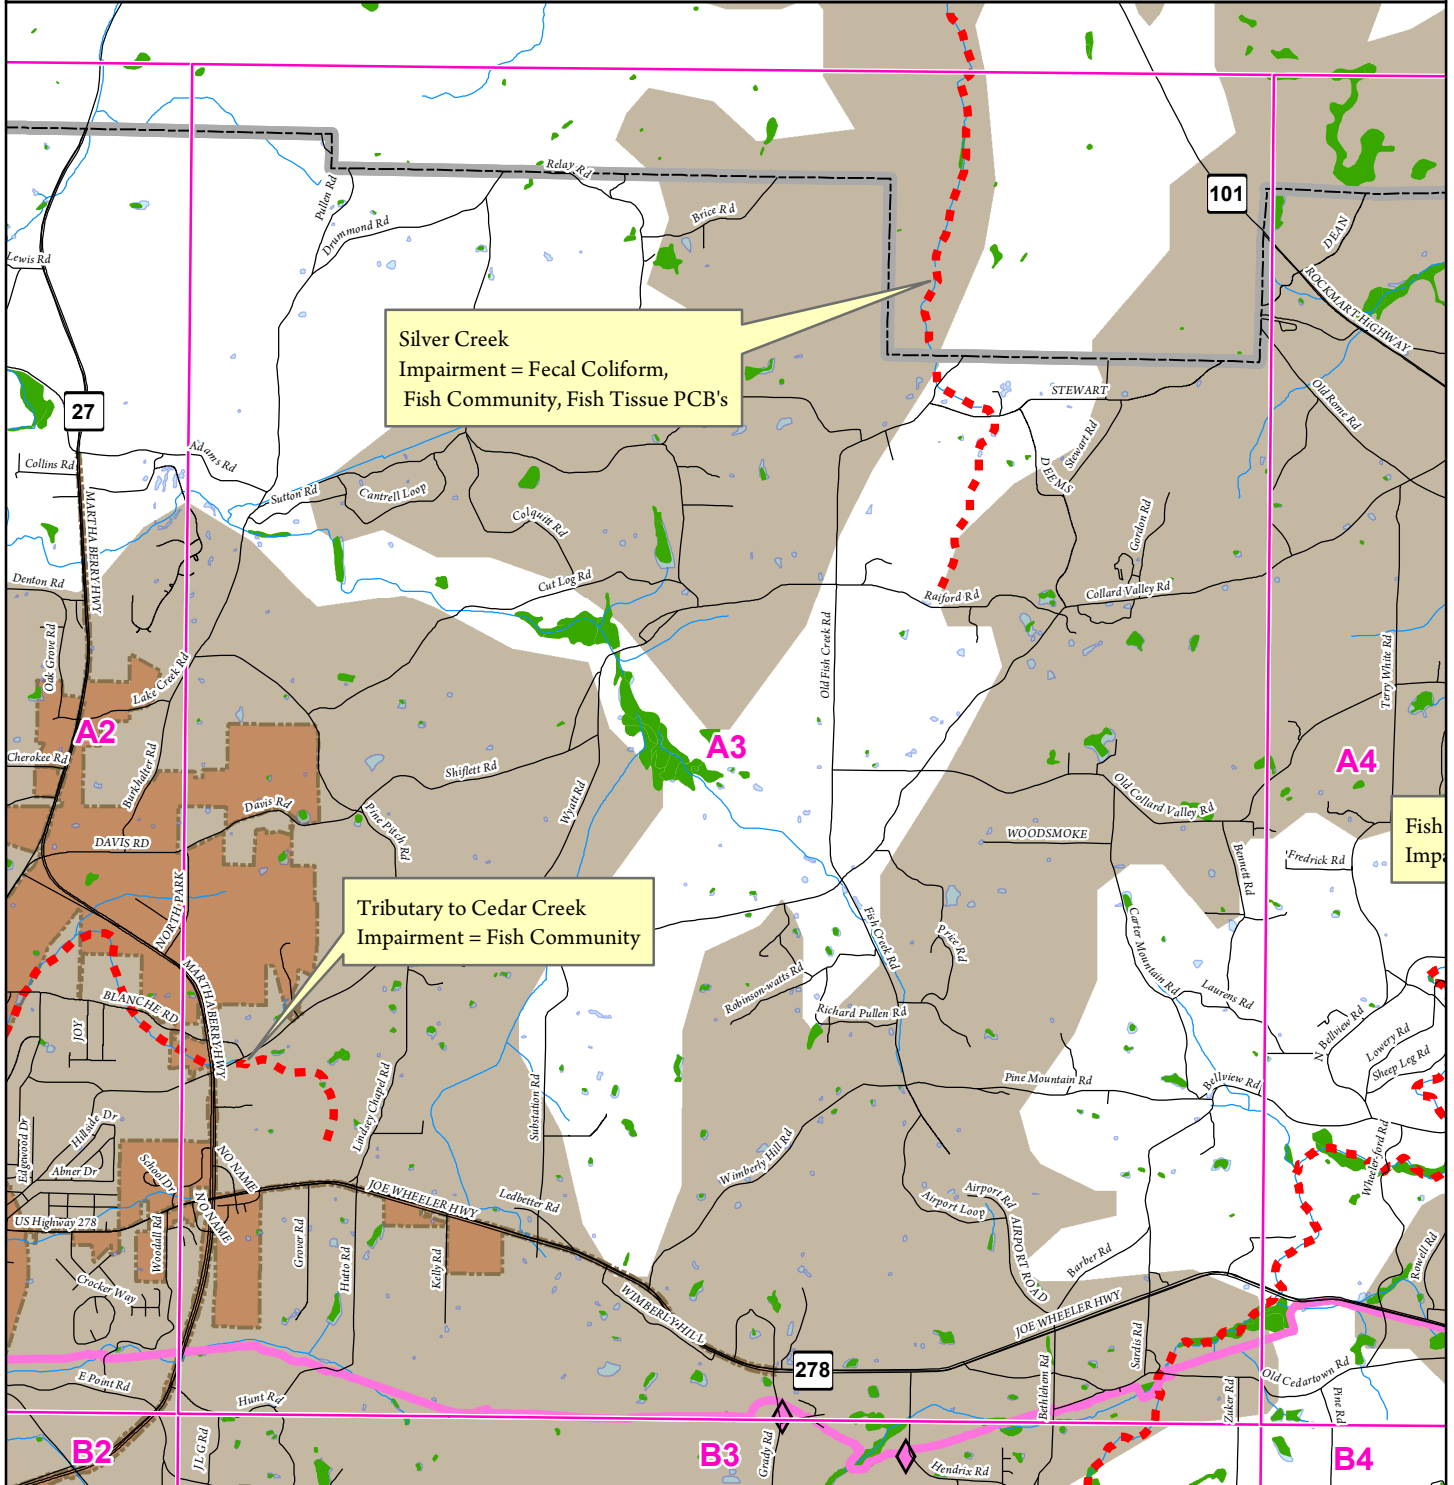 Relay Rd
Pullen Rd
Drummond Rd
Brice Rd
101
DEAN
Lewis Rd
ROCKMART HIGHWAY
Silver Creek
Impairment = Fecal Coliform,
Fish Community, Fish Tissue PCB's
27
STEWART
Old Rome Rd
Stewart Rd
Adams Rd
Collins Rd
DEEMS
Sutton Rd
Cantrell Loop
Colquitt Rd
Gordon Rd
MARTHA BERRY HWY
Denton Rd
Cut Log Rd
Raiford Rd
Collard Valley Rd
Oak Grove Rd
Lake Creek Rd
Old Fish Creek Rd
Terry White Rd
A2
A3
A4
Cherokee Rd
Burkhalter Rd
Shiflett Rd
Wyatt Rd
Old Collard Valley Rd
Davis Rd
Pine Pitch Rd
DAVIS RD
WOODSMOKE
Fish
Bennett Rd
Fredrick Rd
NORTH PARK
Tributary to Cedar Creek
Impairment = Fish Community
Fish Creek Rd
Price Rd
Carter Mountain Rd
MARTHA BERRY HWY
Robinson-watts Rd
Laurens Rd
BLANCHE RD
JOY
Richard Pullen Rd
N Bellview Rd
Lowery Rd
Sheep Leg Rd
Pine Mountain Rd
Bellview Rd
Lindsey Chapel Rd
Substation Rd
Edgewood Dr
Hillside Dr
Abner Dr
School Dr
NO NAME
Wimberly Hill Rd
Wheeler-ford Rd
JOE WHEELER HWY
Ledbetter Rd
Airport Rd
Airport Loop
AIRPORT ROAD
US Highway 278
NO NAME
Woodall Rd
Grover Rd
Hutto Rd
Kelly Rd
Barber Rd
Rowell Rd
Crocker Way
WIMBERLY HILL
JOE WHEELER HWY
278
Sardis Rd
Bethlehem Rd
Old Cedartown Rd
E Point Rd
Hunt Rd
Zuker Rd
Pine Rd
B2
J L G Rd
B3
Grady Rd
Hendrix Rd
B4